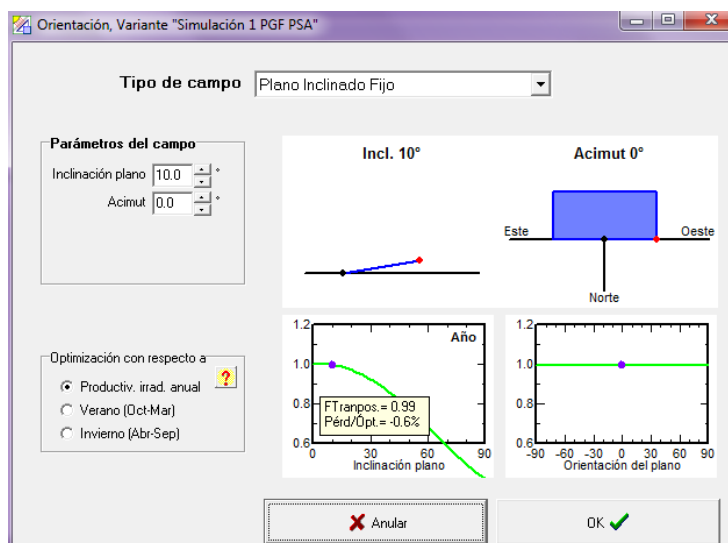 Orientación, Variante "Simulación 1 PGF PSA"
Tipo de campo Plano Inclinado Fijo
Parámetros del campo
Inclinación plano 10.0 °
Acimut 0.0 °
Incl. 10°
Acimut 0°
Este Oeste
Norte
Optimización con respecto a
?
Productiv. irrad. anual
Verano (Oct-Mar)
Invierno (Abr-Sep)
Año
1.2
1.0
0.8
0.6
0 30 60 90
Inclinación plano
FTranpos.= 0.99
Pérd/Ópt.= -0.6%
1.2
1.0
0.8
0.6
-90 -60 -30 0 30 60 90
Orientación del plano
Anular
OK